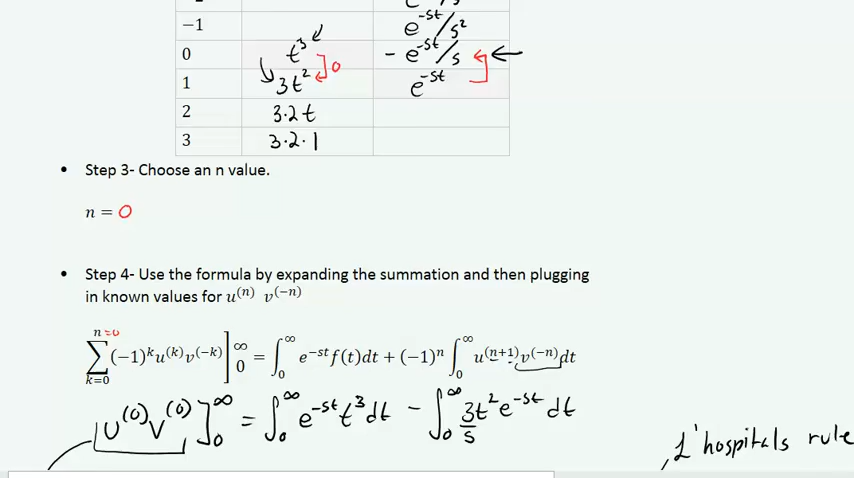 −1 e^{-st}/s²
0 t³ - e^{-st}/s
1 3t² 0 e^{-st}
2 3·2t
3 3·2·1
• Step 3- Choose an n value.
n = 0
• Step 4- Use the formula by expanding the summation and then plugging
in known values for u^{(n)} v^{(−n)}
∑_{k=0}^{n=0} (−1)^k u^{(k)} v^{(−k)}]_0^∞ = ∫_0^∞ e^{−st} f(t)dt + (−1)^n ∫_0^∞ u^{(n+1)} v^{(−n)} dt
u^{(0)} v^{(0)}]_0^∞ = ∫_0^∞ e^{-st} t³ dt - ∫_0^∞ 3t²/s e^{-st} dt
L'hospitals rule